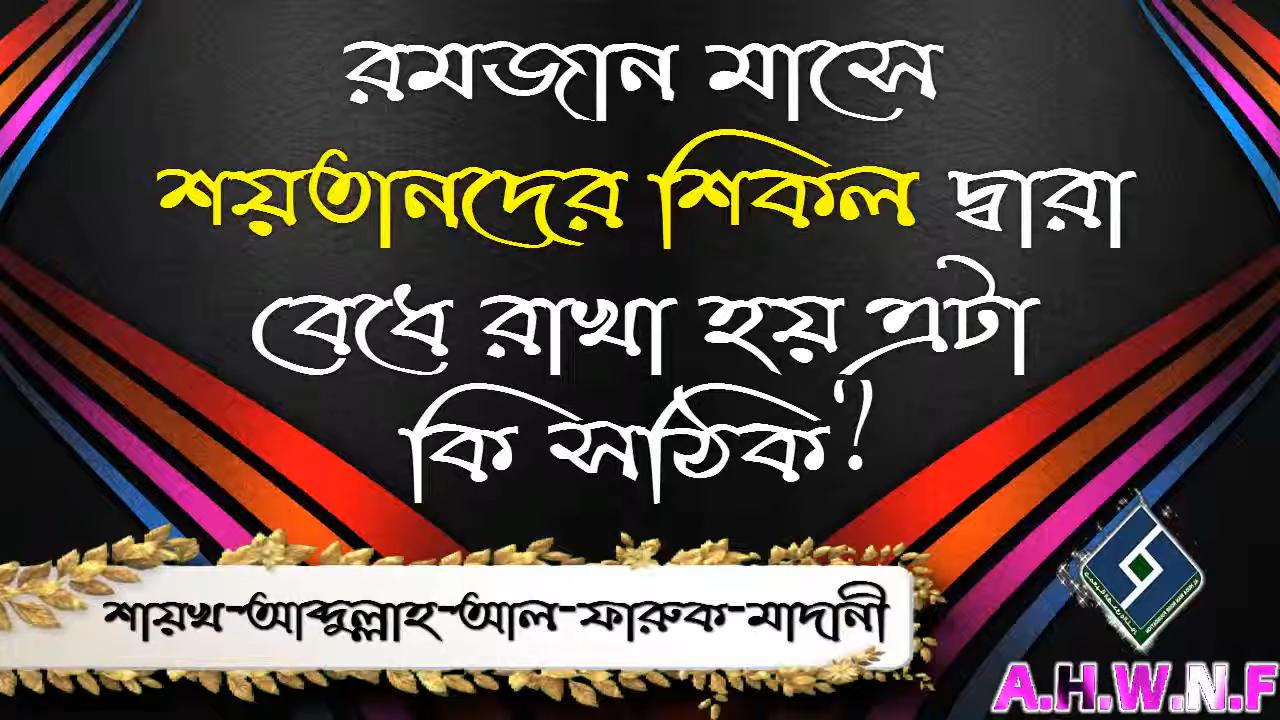 রমজান মাসে
শয়তানদের শিকল দ্বারা
বেধে রাখা হয় এটা
কি সঠিক?
শায়খ-আব্দুল্লাহ-আল-ফারুক-মাদানী
A.H.W.N.F